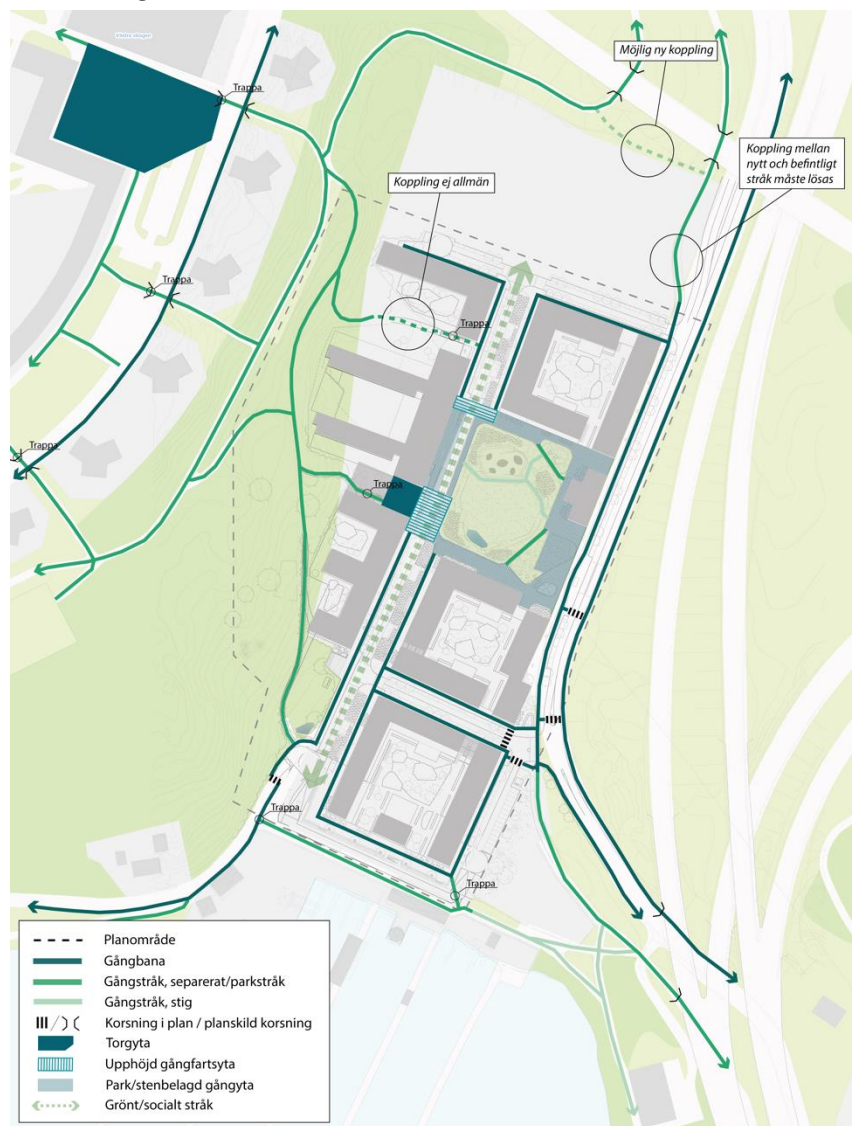 Trappa
Möjlig ny koppling
Koppling mellan
nytt och befintligt
stråk måste lösas
Koppling ej allmän
Trappa
Trappa
Trappa
Trappa
Trappa
Trappa
Planområde
Gångbana
Gångstråk, separerat/parkstråk
Gångstråk, stig
Korsning i plan / planskild korsning
Torgyta
Upphöjd gångfartsyta
Park/stenbelagd gångyta
Grönt/socialt stråk